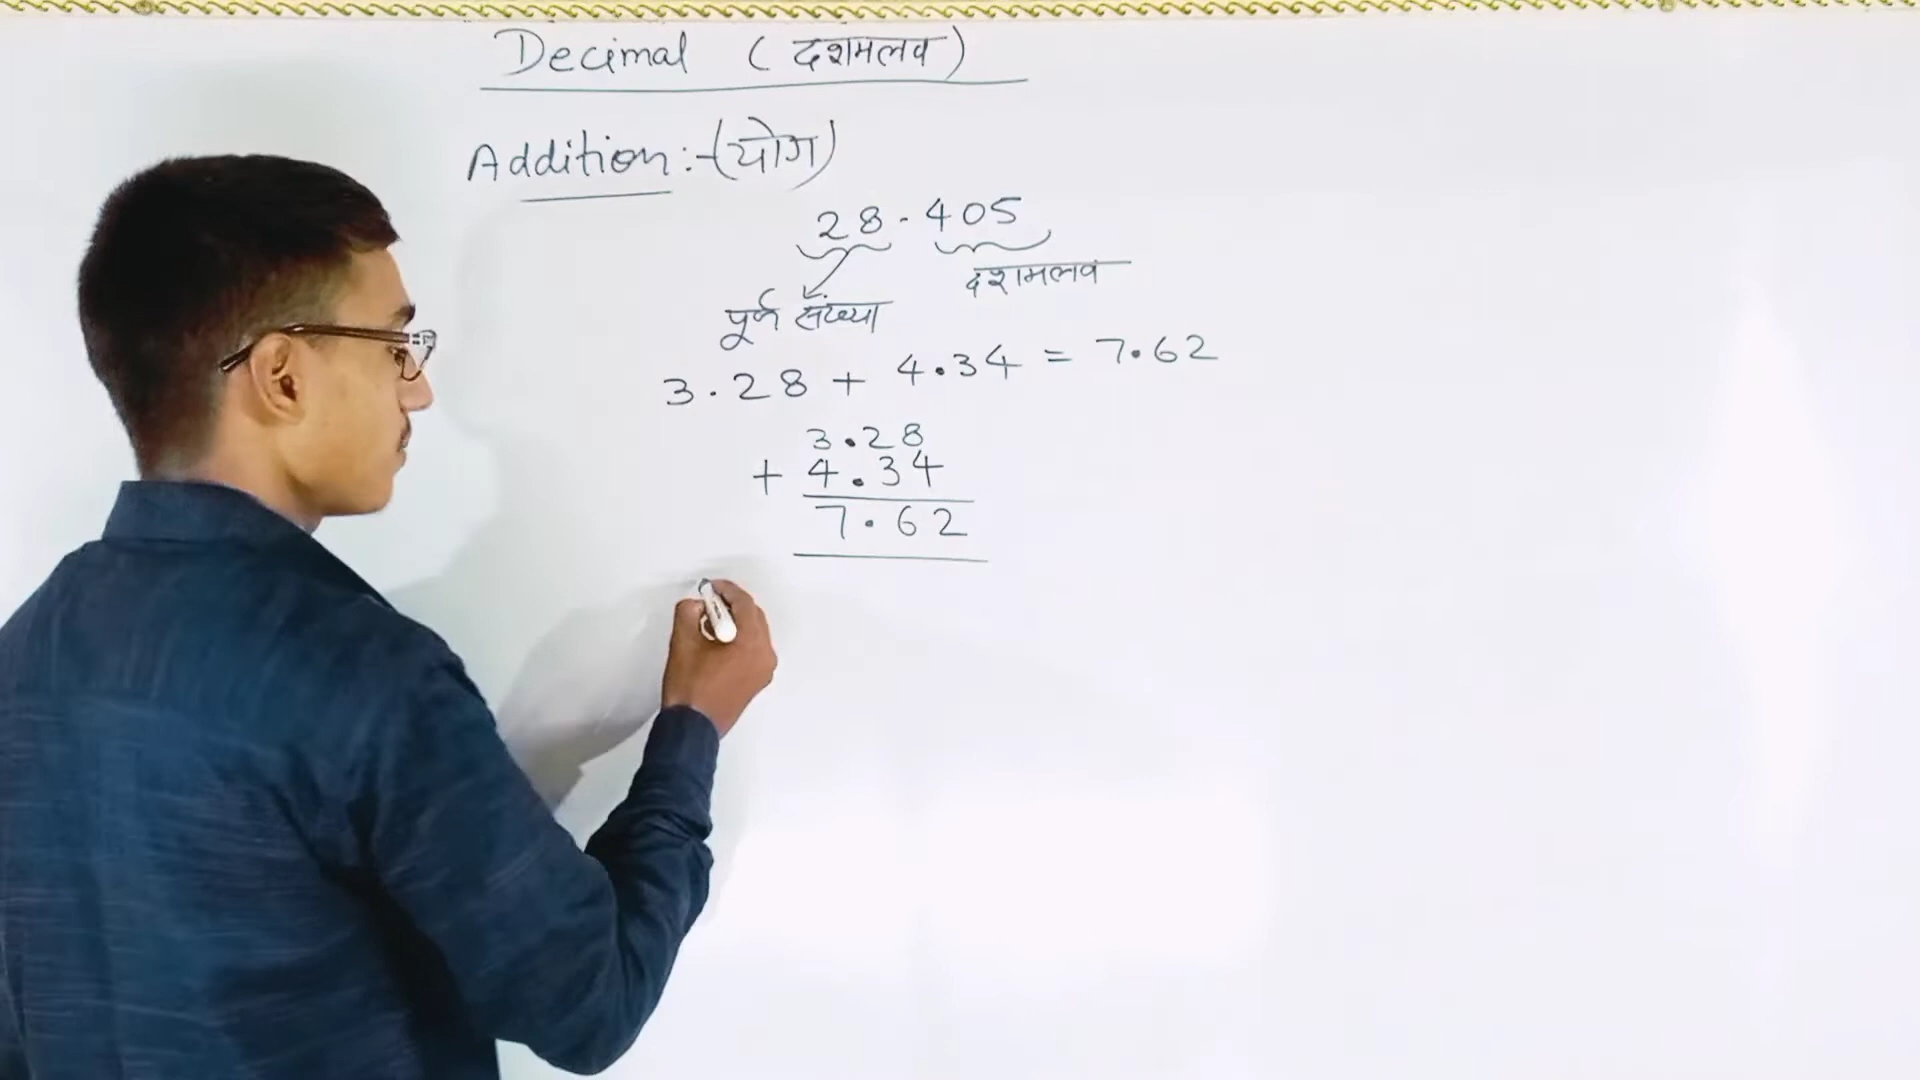 Decimal (दशमलव)
Addition:-(योग)
28.405
दशमलव
पूर्ण संख्या
3.28 + 4.34 = 7.62
3.28
+ 4.34
7.62